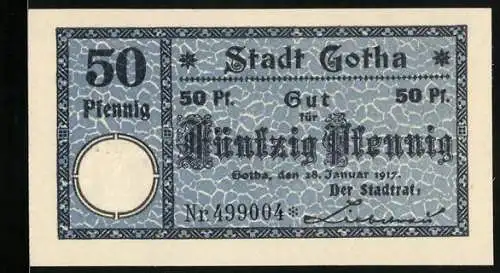 50
Pfennig
* Stadt Gotha *
50 Pf. Gut 50 Pf.
für
Fünfzig Pfennig
Gotha, den 28. Januar 1917.
Der Stadtrat:
Nr. 499004 *